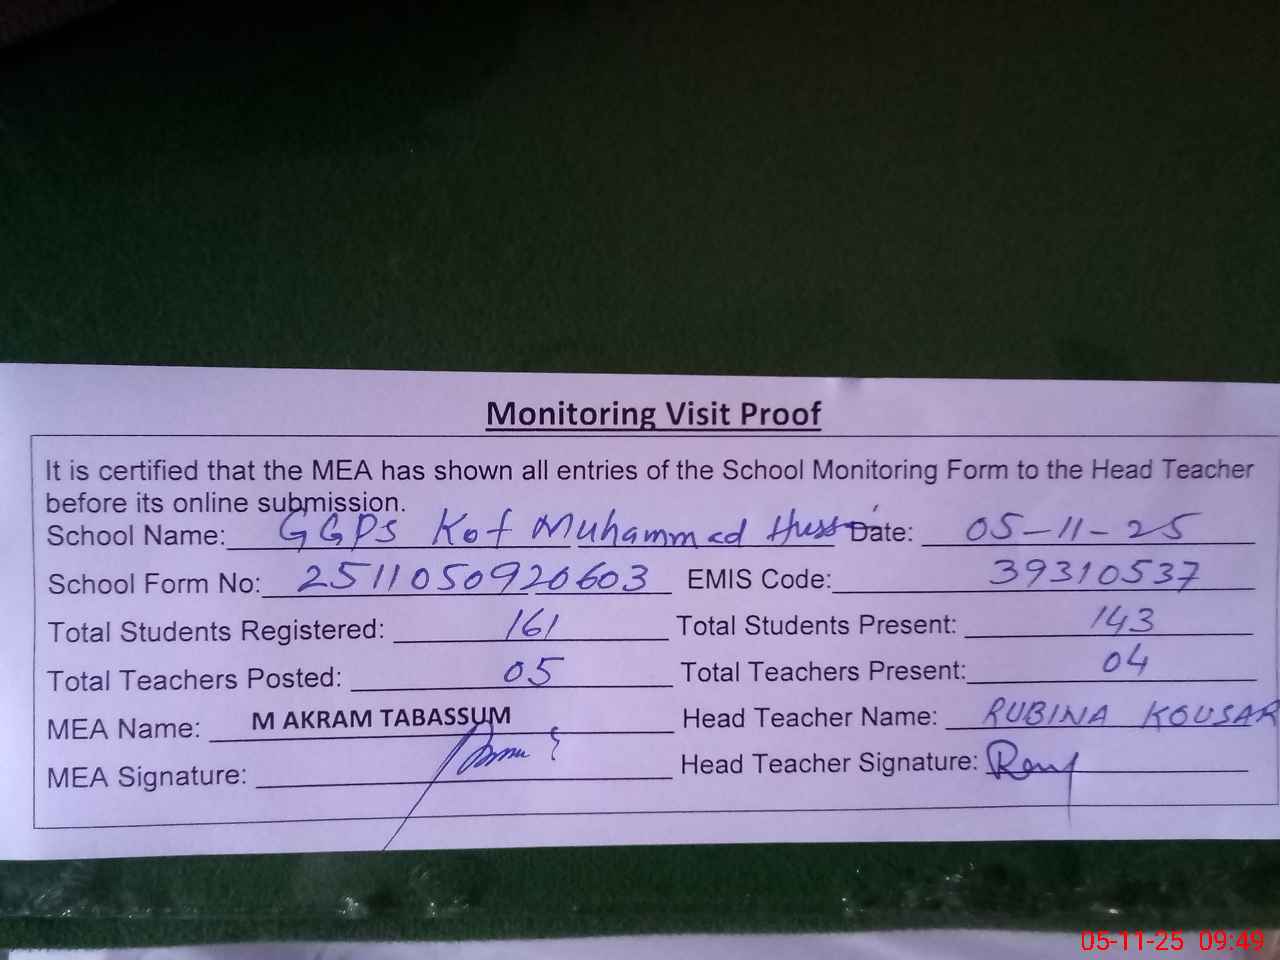 Monitoring Visit Proof
It is certified that the MEA has shown all entries of the School Monitoring Form to the Head Teacher
before its online submission.
School Name: GGPS Kot Muhammad Date: 05-11-25
School Form No: 2511050920603 EMIS Code: 39310537
Total Students Registered: 161 Total Students Present: 143
Total Teachers Posted: 05 Total Teachers Present: 04
MEA Name: M AKRAM TABASSUM Head Teacher Name: RUBINA KOUSAR
MEA Signature: Head Teacher Signature:
05-11-25 09:49